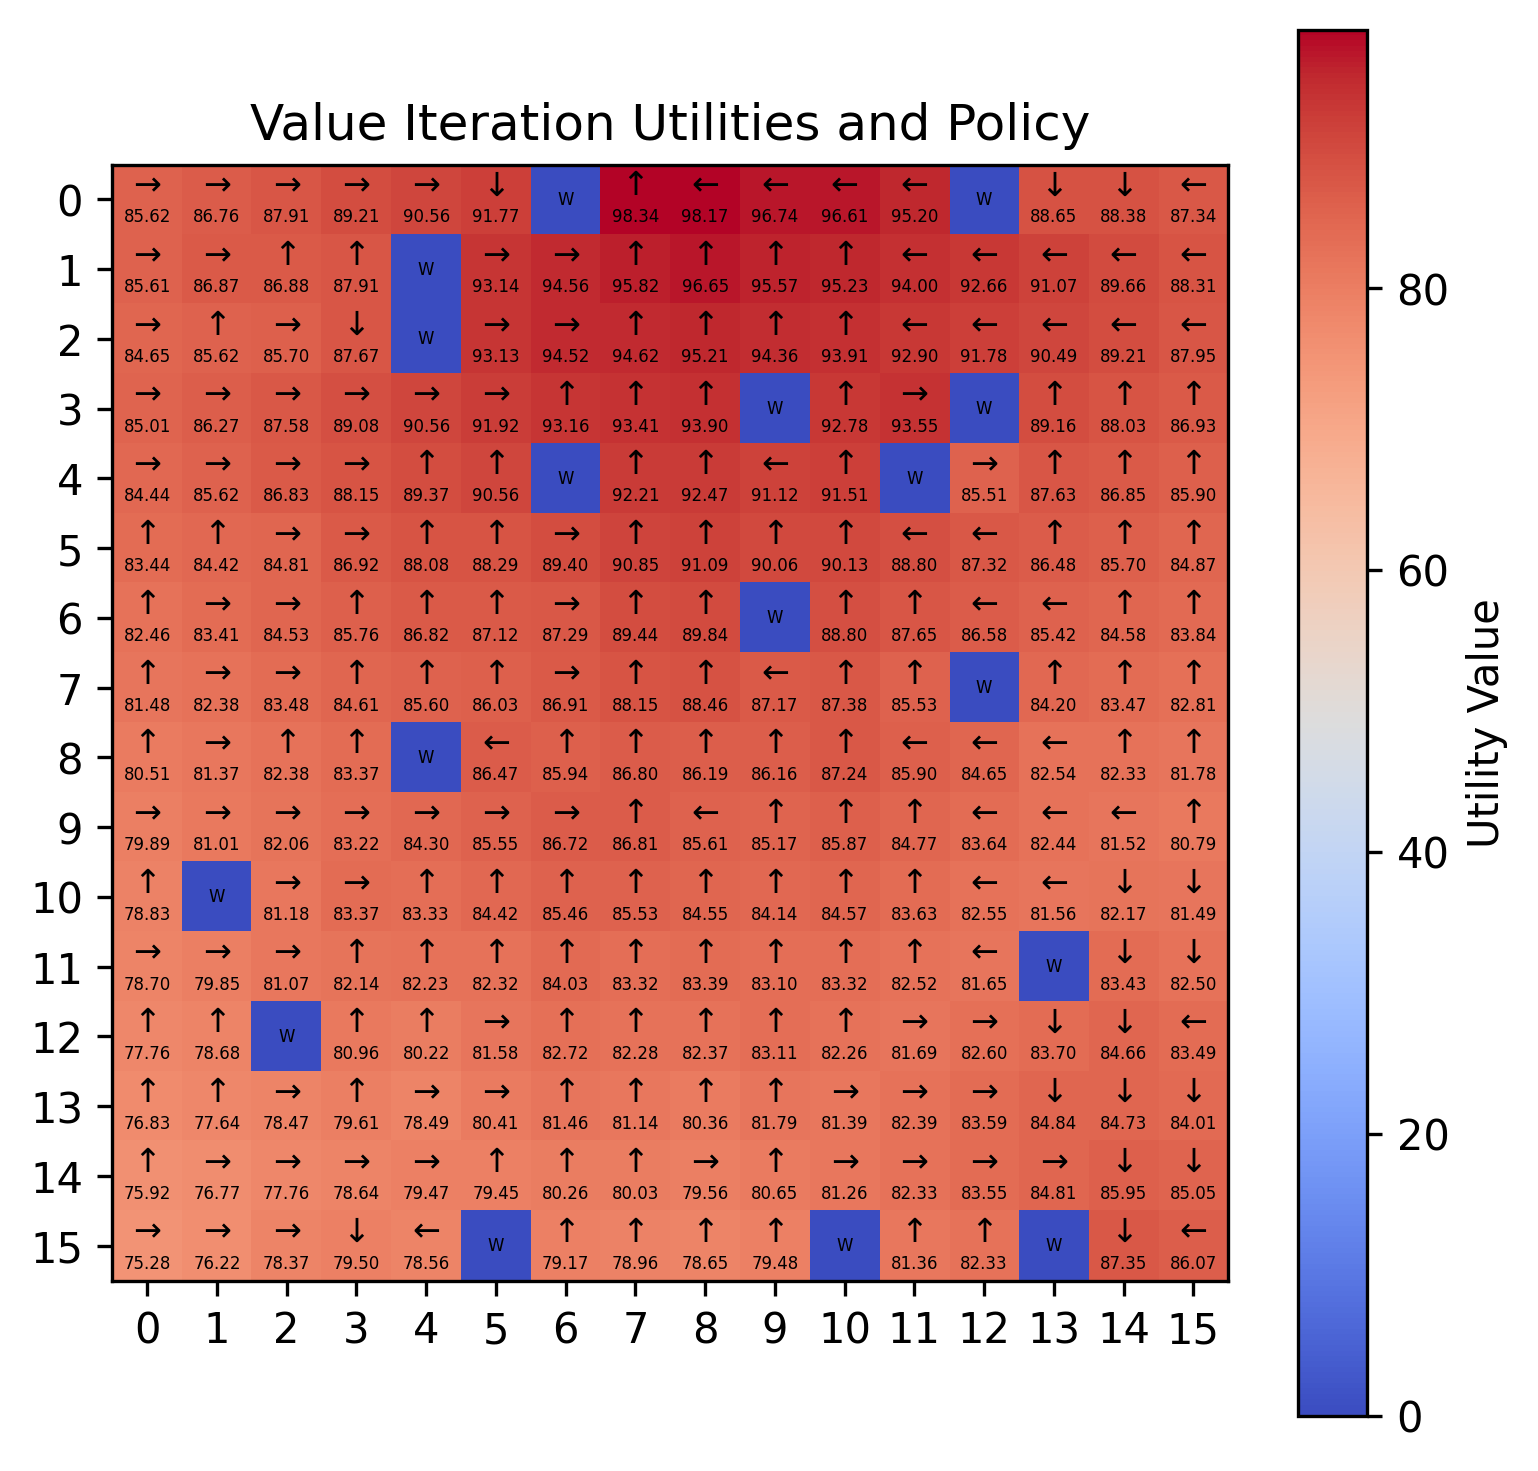 Value Iteration Utilities and Policy
0 → → → → → ↓ W ↑ ← ← ← ← W ↓ ↓ ←
85.62 86.76 87.91 89.21 90.56 91.77 98.34 98.17 96.74 96.61 95.20 88.65 88.38 87.34
1 → → ↑ ↑ W → → ↑ ↑ ↑ ↑ ← ← ← ← ←
85.61 86.87 86.88 87.91 93.14 94.56 95.82 96.65 95.57 95.23 94.00 92.66 91.07 89.66 88.31
2 → ↑ → ↓ W → → ↑ ↑ ↑ ↑ ← ← ← ← ←
84.65 85.62 85.70 87.67 93.13 94.52 94.62 95.21 94.36 93.91 92.90 91.78 90.49 89.21 87.95
3 → → → → → → ↑ ↑ ↑ W ↑ → W ↑ ↑ ↑
85.01 86.27 87.58 89.08 90.56 91.92 93.16 93.41 93.90 92.78 93.55 89.16 88.03 86.93
4 → → → → ↑ ↑ W ↑ ↑ ← ↑ W → ↑ ↑ ↑
84.44 85.62 86.83 88.15 89.37 90.56 92.21 92.47 91.12 91.51 85.51 87.63 86.85 85.90
5 ↑ ↑ → → ↑ ↑ → ↑ ↑ ↑ ↑ ← ← ↑ ↑ ↑
83.44 84.42 84.81 86.92 88.08 88.29 89.40 90.85 91.09 90.06 90.13 88.80 87.32 86.48 85.70 84.87
6 ↑ → → ↑ ↑ ↑ → ↑ ↑ W ↑ ↑ ← ← ↑ ↑
82.46 83.41 84.53 85.76 86.82 87.12 87.29 89.44 89.84 88.80 87.65 86.58 85.42 84.58 83.84
7 ↑ → → ↑ ↑ ↑ → ↑ ↑ ← ↑ ↑ W ↑ ↑ ↑
81.48 82.38 83.48 84.61 85.60 86.03 86.91 88.15 88.46 87.17 87.38 85.53 84.20 83.47 82.81
8 ↑ → ↑ ↑ W ← ↑ ↑ ↑ ↑ ↑ ← ← ← ↑ ↑
80.51 81.37 82.38 83.37 86.47 85.94 86.80 86.19 86.16 87.24 85.90 84.65 82.54 82.33 81.78
9 → → → → → → → ↑ ← ↑ ↑ ↑ ← ← ← ↑
79.89 81.01 82.06 83.22 84.30 85.55 86.72 86.81 85.61 85.17 85.87 84.77 83.64 82.44 81.52 80.79
10 ↑ W → → ↑ ↑ ↑ ↑ ↑ ↑ ↑ ↑ ← ← ↓ ↓
78.83 81.18 83.37 83.33 84.42 85.46 85.53 84.55 84.14 84.57 83.63 82.55 81.56 82.17 81.49
11 → → → ↑ ↑ ↑ ↑ ↑ ↑ ↑ ↑ ↑ ← W ↓ ↓
78.70 79.85 81.07 82.14 82.23 82.32 84.03 83.32 83.39 83.10 83.32 82.52 81.65 83.43 82.50
12 ↑ ↑ W ↑ ↑ → ↑ ↑ ↑ ↑ ↑ → → ↓ ↓ ←
77.76 78.68 80.96 80.22 81.58 82.72 82.28 82.37 83.11 82.26 81.69 82.60 83.70 84.66 83.49
13 ↑ ↑ → ↑ → → ↑ ↑ ↑ ↑ → → → ↓ ↓ ↓
76.83 77.64 78.47 79.61 78.49 80.41 81.46 81.14 80.36 81.79 81.39 82.39 83.59 84.84 84.73 84.01
14 ↑ → → → → ↑ ↑ ↑ → ↑ → → → → ↓ ↓
75.92 76.77 77.76 78.64 79.47 79.45 80.26 80.03 79.56 80.65 81.26 82.33 83.55 84.81 85.95 85.05
15 → → → ↓ ← W ↑ ↑ ↑ ↑ W ↑ ↑ W ↓ ←
75.28 76.22 78.37 79.50 78.56 79.17 78.96 78.65 79.48 81.36 82.33 87.35 86.07
0 1 2 3 4 5 6 7 8 9 10 11 12 13 14 15
80
60
40
20
0
Utility Value